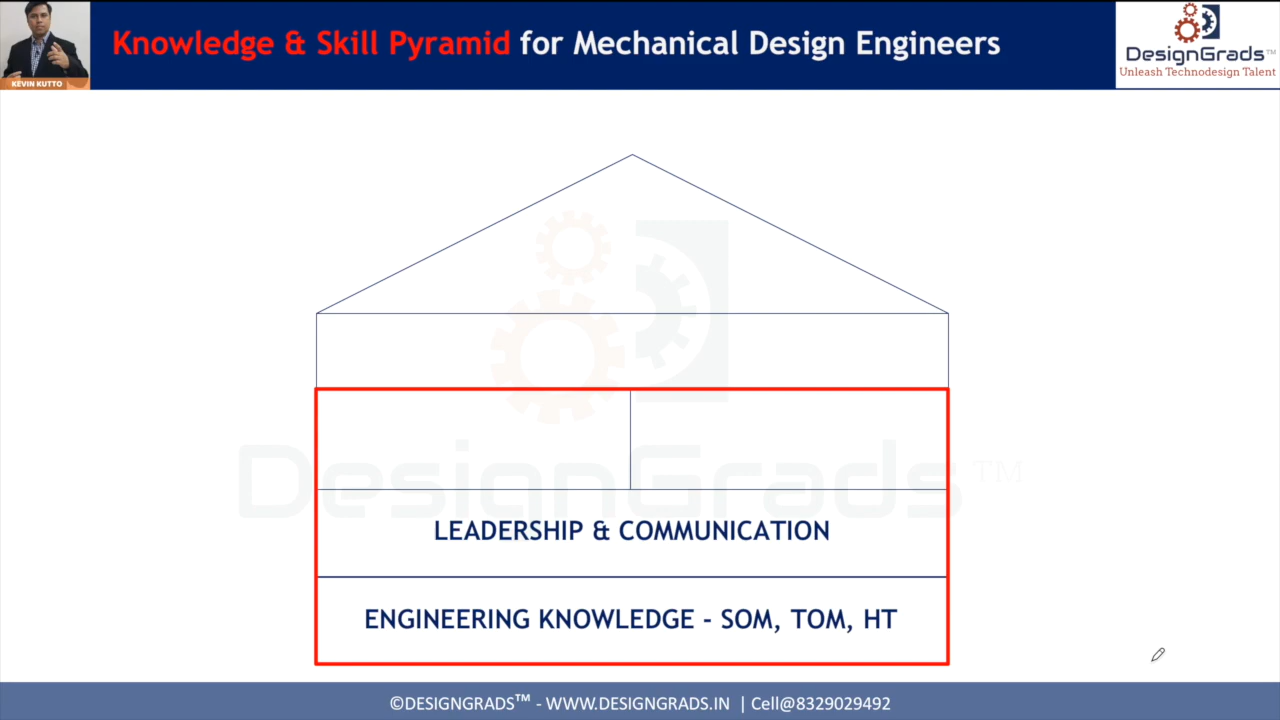 Knowledge & Skill Pyramid for Mechanical Design Engineers
KEVIN KUTTO
DesignGrads™
Unleash Technodesign Talent
DesignGrads™
LEADERSHIP & COMMUNICATION
ENGINEERING KNOWLEDGE - SOM, TOM, HT
©DESIGNGRADS™ - WWW.DESIGNGRADS.IN | Cell@8329029492